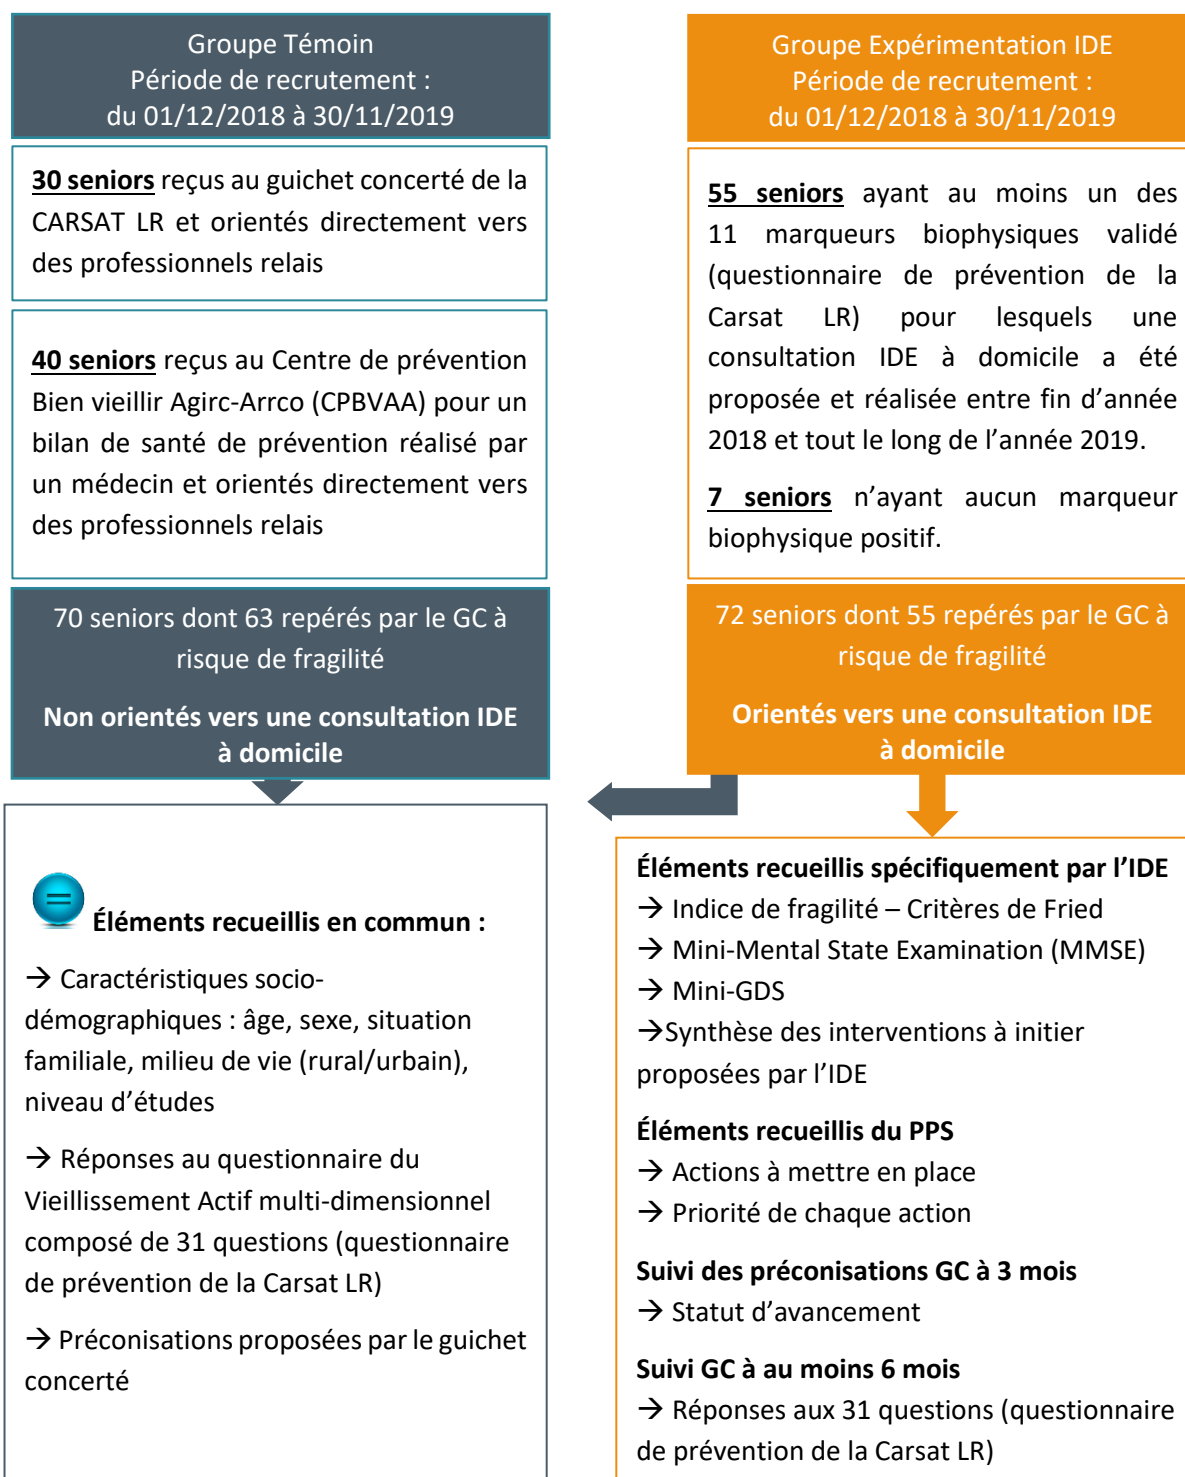 Groupe Témoin
Période de recrutement :
du 01/12/2018 à 30/11/2019
30 seniors reçus au guichet concerté de la
CARSAT LR et orientés directement vers
des professionnels relais
40 seniors reçus au Centre de prévention
Bien vieillir Agirc-Arrco (CPBVAA) pour un
bilan de santé de prévention réalisé par
un médecin et orientés directement vers
des professionnels relais
70 seniors dont 63 repérés par le GC à
risque de fragilité
Non orientés vers une consultation IDE
à domicile
Groupe Expérimentation IDE
Période de recrutement :
du 01/12/2018 à 30/11/2019
55 seniors ayant au moins un des
11 marqueurs biophysiques validé
(questionnaire de prévention de la
Carsat LR) pour lesquels une
consultation IDE à domicile a été
proposée et réalisée entre fin d’année
2018 et tout le long de l’année 2019.
7 seniors n’ayant aucun marqueur
biophysique positif.
72 seniors dont 55 repérés par le GC à
risque de fragilité
Orientés vers une consultation IDE
à domicile
Éléments recueillis en commun :
→ Caractéristiques socio-
démographiques : âge, sexe, situation
familiale, milieu de vie (rural/urbain),
niveau d’études
→ Réponses au questionnaire du
Vieillissement Actif multi-dimensionnel
composé de 31 questions (questionnaire
de prévention de la Carsat LR)
→ Préconisations proposées par le guichet
concerté
Éléments recueillis spécifiquement par l’IDE
→ Indice de fragilité – Critères de Fried
→ Mini-Mental State Examination (MMSE)
→ Mini-GDS
→Synthèse des interventions à initier
proposées par l’IDE
Éléments recueillis du PPS
→ Actions à mettre en place
→ Priorité de chaque action
Suivi des préconisations GC à 3 mois
→ Statut d’avancement
Suivi GC à au moins 6 mois
→ Réponses aux 31 questions (questionnaire
de prévention de la Carsat LR)